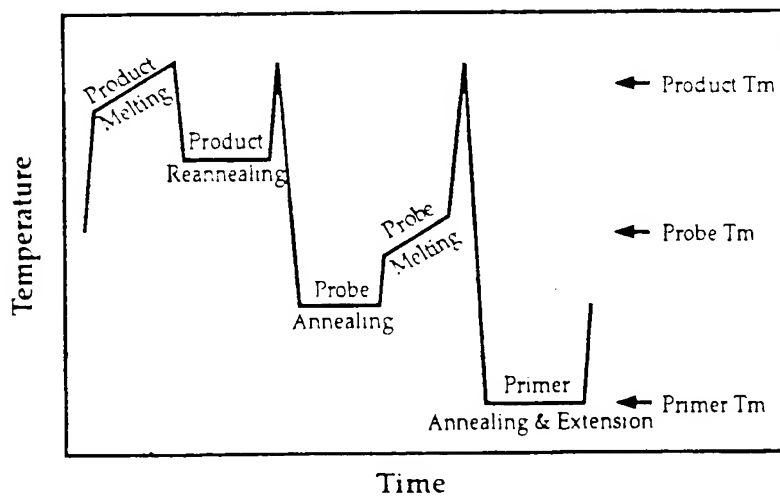 Product
Melting
Product
Reannealing
Probe
Annealing
Probe
Melting
Primer
Annealing & Extension
Product Tm
Probe Tm
Primer Tm
Temperature
Time